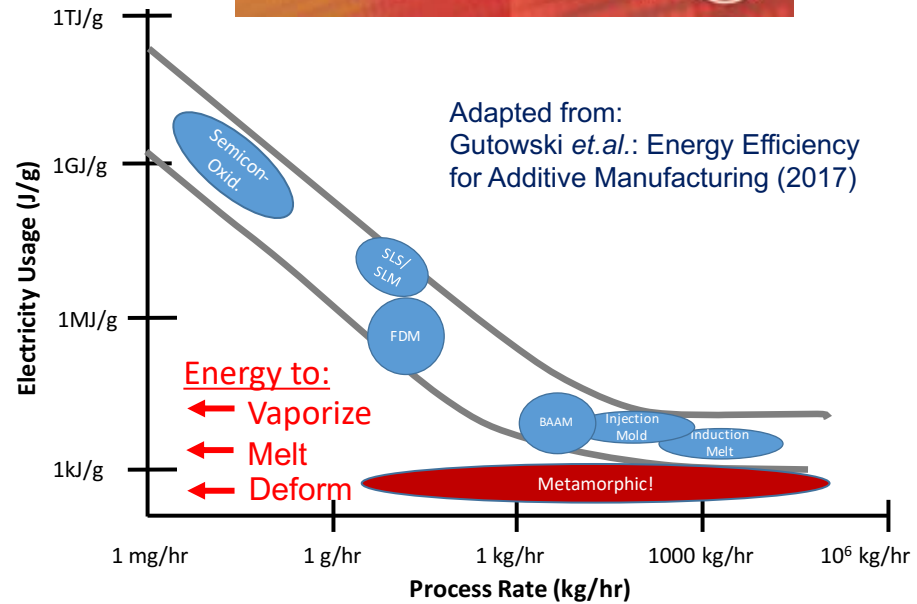 1TJ/g
1GJ/g
1MJ/g
1kJ/g
Electricity Usage (J/g)
Adapted from:
Gutowski et.al.: Energy Efficiency
for Additive Manufacturing (2017)
Semicon-
Oxid.
SLS/
SLM
FDM
BAAM
Injection
Mold
Induction
Melt
Energy to:
Vaporize
Melt
Deform
Metamorphic!
1 mg/hr
1 g/hr
1 kg/hr
1000 kg/hr
10⁶ kg/hr
Process Rate (kg/hr)